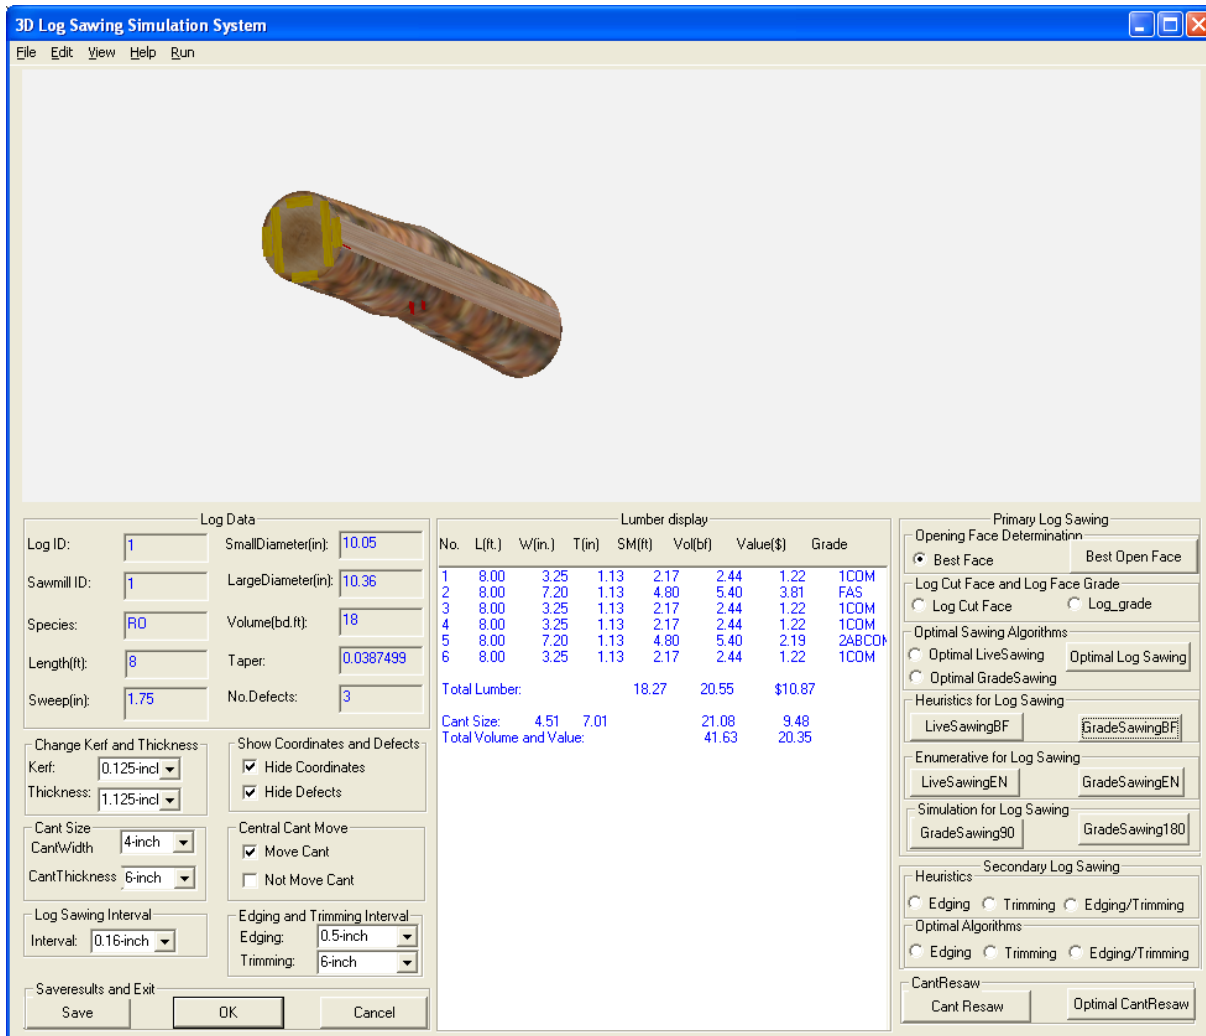 3D Log Sawing Simulation System
File Edit View Help Run
Log Data
Log ID: 1 SmallDiameter(in): 10.05
Sawmill ID: 1 LargeDiameter(in): 10.36
Species: RO Volume(bd.ft): 18
Length(ft): 8 Taper: 0.0387499
Sweep(in): 1.75 No.Defects: 3
Change Kerf and Thickness
Kerf: 0.125-incl
Thickness: 1.125-incl
Show Coordinates and Defects
Hide Coordinates
Hide Defects
Cant Size
CantWidth 4-inch
CantThickness 6-inch
Central Cant Move
Move Cant
Not Move Cant
Log Sawing Interval
Interval: 0.16-inch
Edging and Trimming Interval
Edging: 0.5-inch
Trimming: 6-inch
Saveresults and Exit
Save OK Cancel
Lumber display
No. L(ft.) W(in.) T(in) SM(ft) Vol(bf) Value($) Grade
1 8.00 3.25 1.13 2.17 2.44 1.22 1COM
2 8.00 7.20 1.13 4.80 5.40 3.81 FAS
3 8.00 3.25 1.13 2.17 2.44 1.22 1COM
4 8.00 3.25 1.13 2.17 2.44 1.22 1COM
5 8.00 7.20 1.13 4.80 5.40 2.19 2ABCOM
6 8.00 3.25 1.13 2.17 2.44 1.22 1COM
Total Lumber: 18.27 20.55 $10.87
Cant Size: 4.51 7.01 21.08 9.48
Total Volume and Value: 41.63 20.35
Primary Log Sawing
Opening Face Determination
Best Face Best Open Face
Log Cut Face and Log Face Grade
Log Cut Face Log_grade
Optimal Sawing Algorithms
Optimal LiveSawing Optimal Log Sawing
Optimal GradeSawing
Heuristics for Log Sawing
LiveSawingBF GradeSawingBF
Enumerative for Log Sawing
LiveSawingEN GradeSawingEN
Simulation for Log Sawing
GradeSawing90 GradeSawing180
Secondary Log Sawing
Heuristics
Edging Trimming Edging/Trimming
Optimal Algorithms
Edging Trimming Edging/Trimming
CantResaw
Cant Resaw Optimal CantResaw